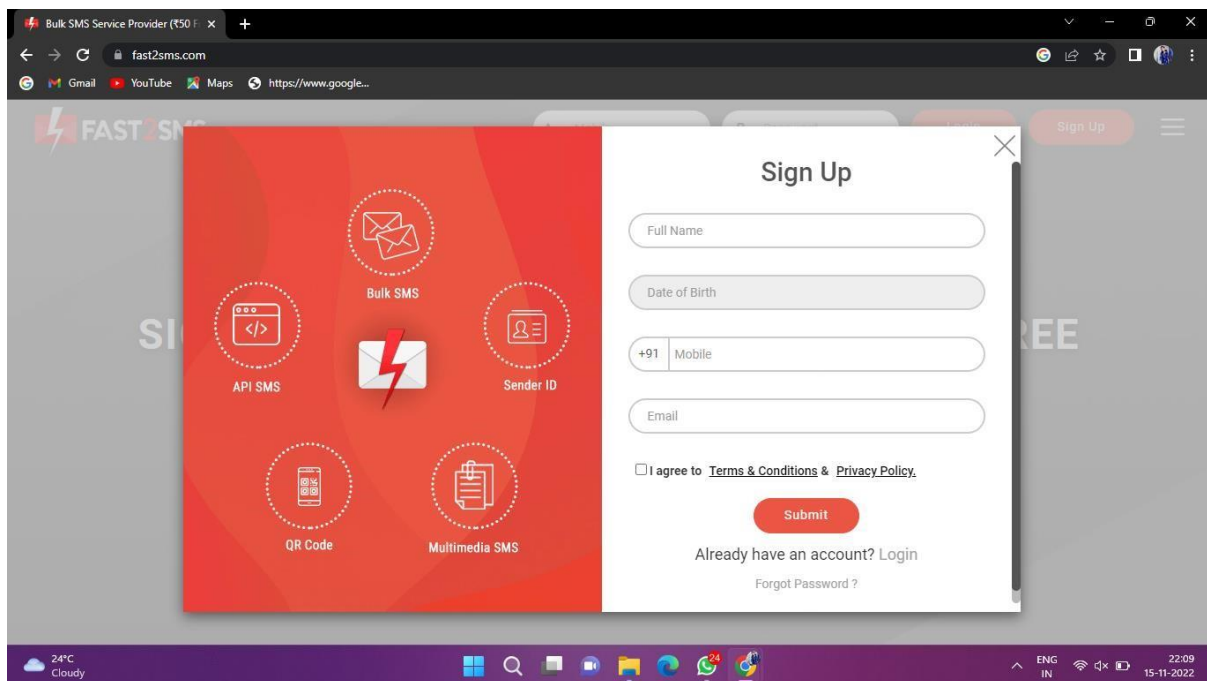 Bulk SMS Service Provider (₹50 F
fast2sms.com
Gmail YouTube Maps https://www.google...
FAST2SMS
Sign Up
Sign Up
Full Name
Date of Birth
+91 Mobile
Email
I agree to Terms & Conditions & Privacy Policy.
Submit
Already have an account? Login
Forgot Password ?
Bulk SMS
API SMS
Sender ID
QR Code
Multimedia SMS
SI
REE
24°C
Cloudy
24
ENG
IN
22:09
15-11-2022